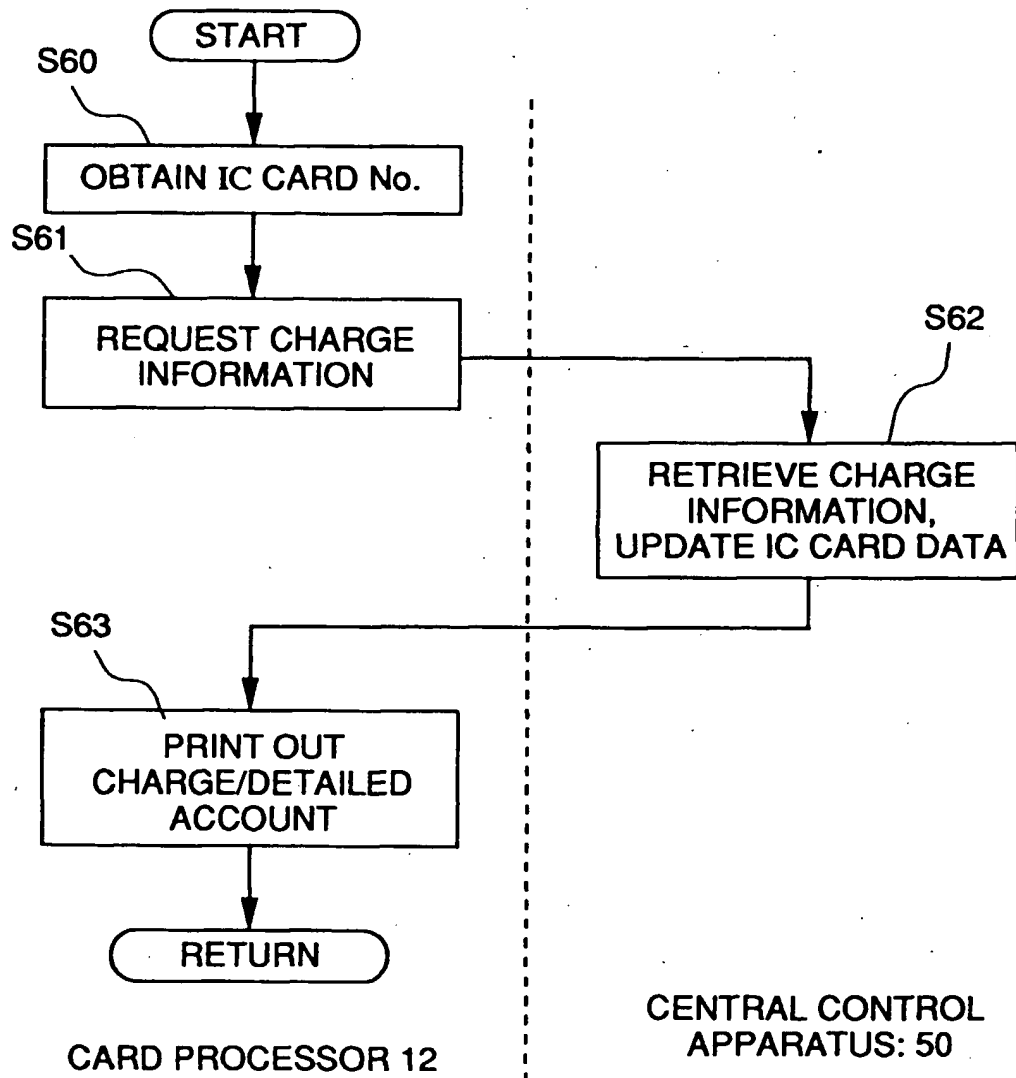 START
S60
OBTAIN IC CARD No.
S61
REQUEST CHARGE
INFORMATION
S62
RETRIEVE CHARGE
INFORMATION,
UPDATE IC CARD DATA
S63
PRINT OUT
CHARGE/DETAILED
ACCOUNT
RETURN
CARD PROCESSOR 12
CENTRAL CONTROL
APPARATUS: 50